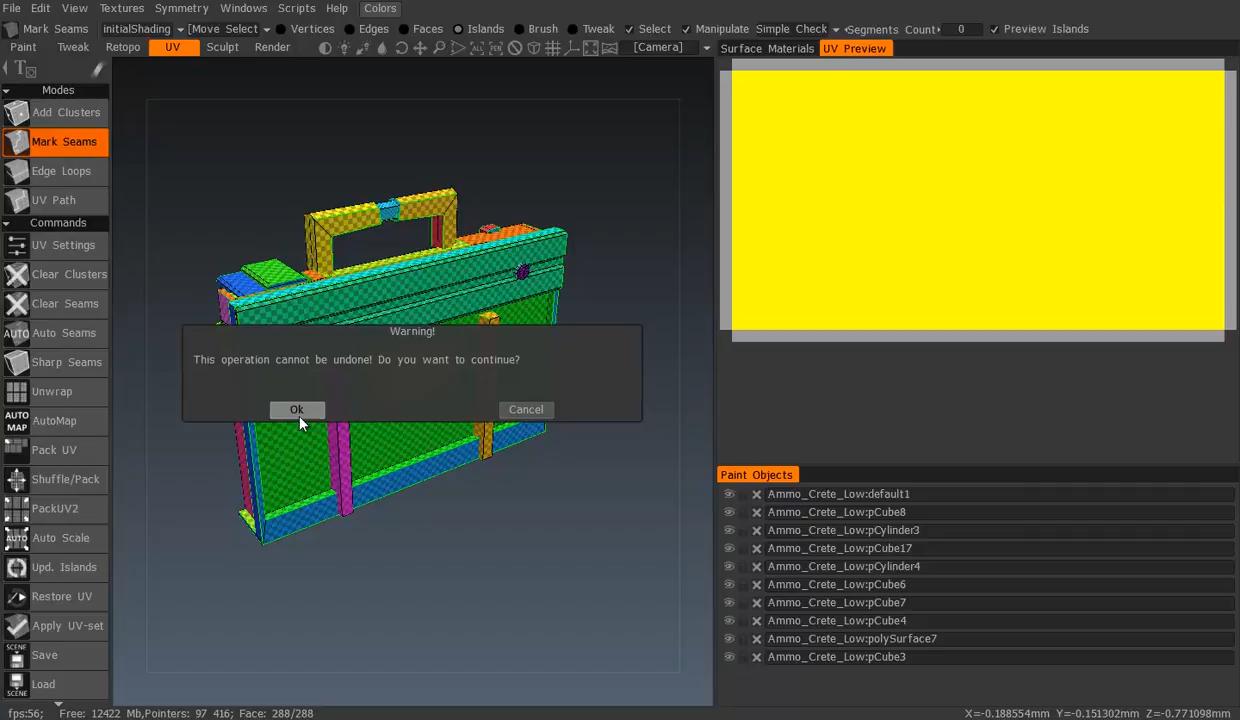 File Edit View Textures Symmetry Windows Scripts Help Colors
Mark Seams initialShading [Move Select] Vertices Edges Faces Islands Brush Tweak Select Manipulate Simple Check Segments Count 0 Preview Islands
Paint Tweak Retopo UV Sculpt Render [Camera] Surface Materials UV Preview
Modes
Add Clusters
Mark Seams
Edge Loops
UV Path
Commands
UV Settings
Clear Clusters
Clear Seams
AUTO Auto Seams
Sharp Seams
Unwrap
AUTO MAP AutoMap
Pack UV
Shuffle/Pack
PackUV2
AUTO Auto Scale
Upd. Islands
Restore UV
Apply UV-set
SCENE Save
SCENE Load
Warning!
This operation cannot be undone! Do you want to continue?
Ok Cancel
Paint Objects
Ammo_Crete_Low:default1
Ammo_Crete_Low:pCube8
Ammo_Crete_Low:pCylinder3
Ammo_Crete_Low:pCube17
Ammo_Crete_Low:pCylinder4
Ammo_Crete_Low:pCube6
Ammo_Crete_Low:pCube7
Ammo_Crete_Low:pCube4
Ammo_Crete_Low:polySurface7
Ammo_Crete_Low:pCube3
fps:56; Free: 12422 Mb,Pointers: 97 416; Face: 288/288 X=-0.188554mm Y=-0.151302mm Z=-0.771098mm